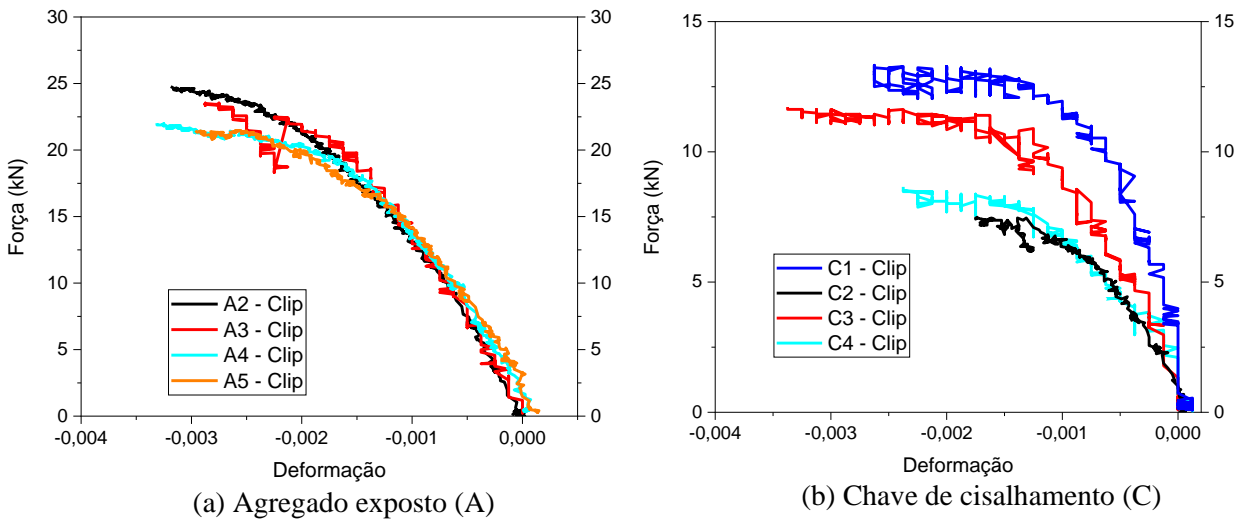 30
25
20
15
10
5
0
Força (kN)
30
25
20
15
10
5
0
A2 - Clip
A3 - Clip
A4 - Clip
A5 - Clip
-0,004
-0,003
-0,002
-0,001
0,000
Deformação
(a) Agregado exposto (A)
15
10
5
0
Força (kN)
15
10
5
0
C1 - Clip
C2 - Clip
C3 - Clip
C4 - Clip
-0,004
-0,003
-0,002
-0,001
0,000
Deformação
(b) Chave de cisalhamento (C)